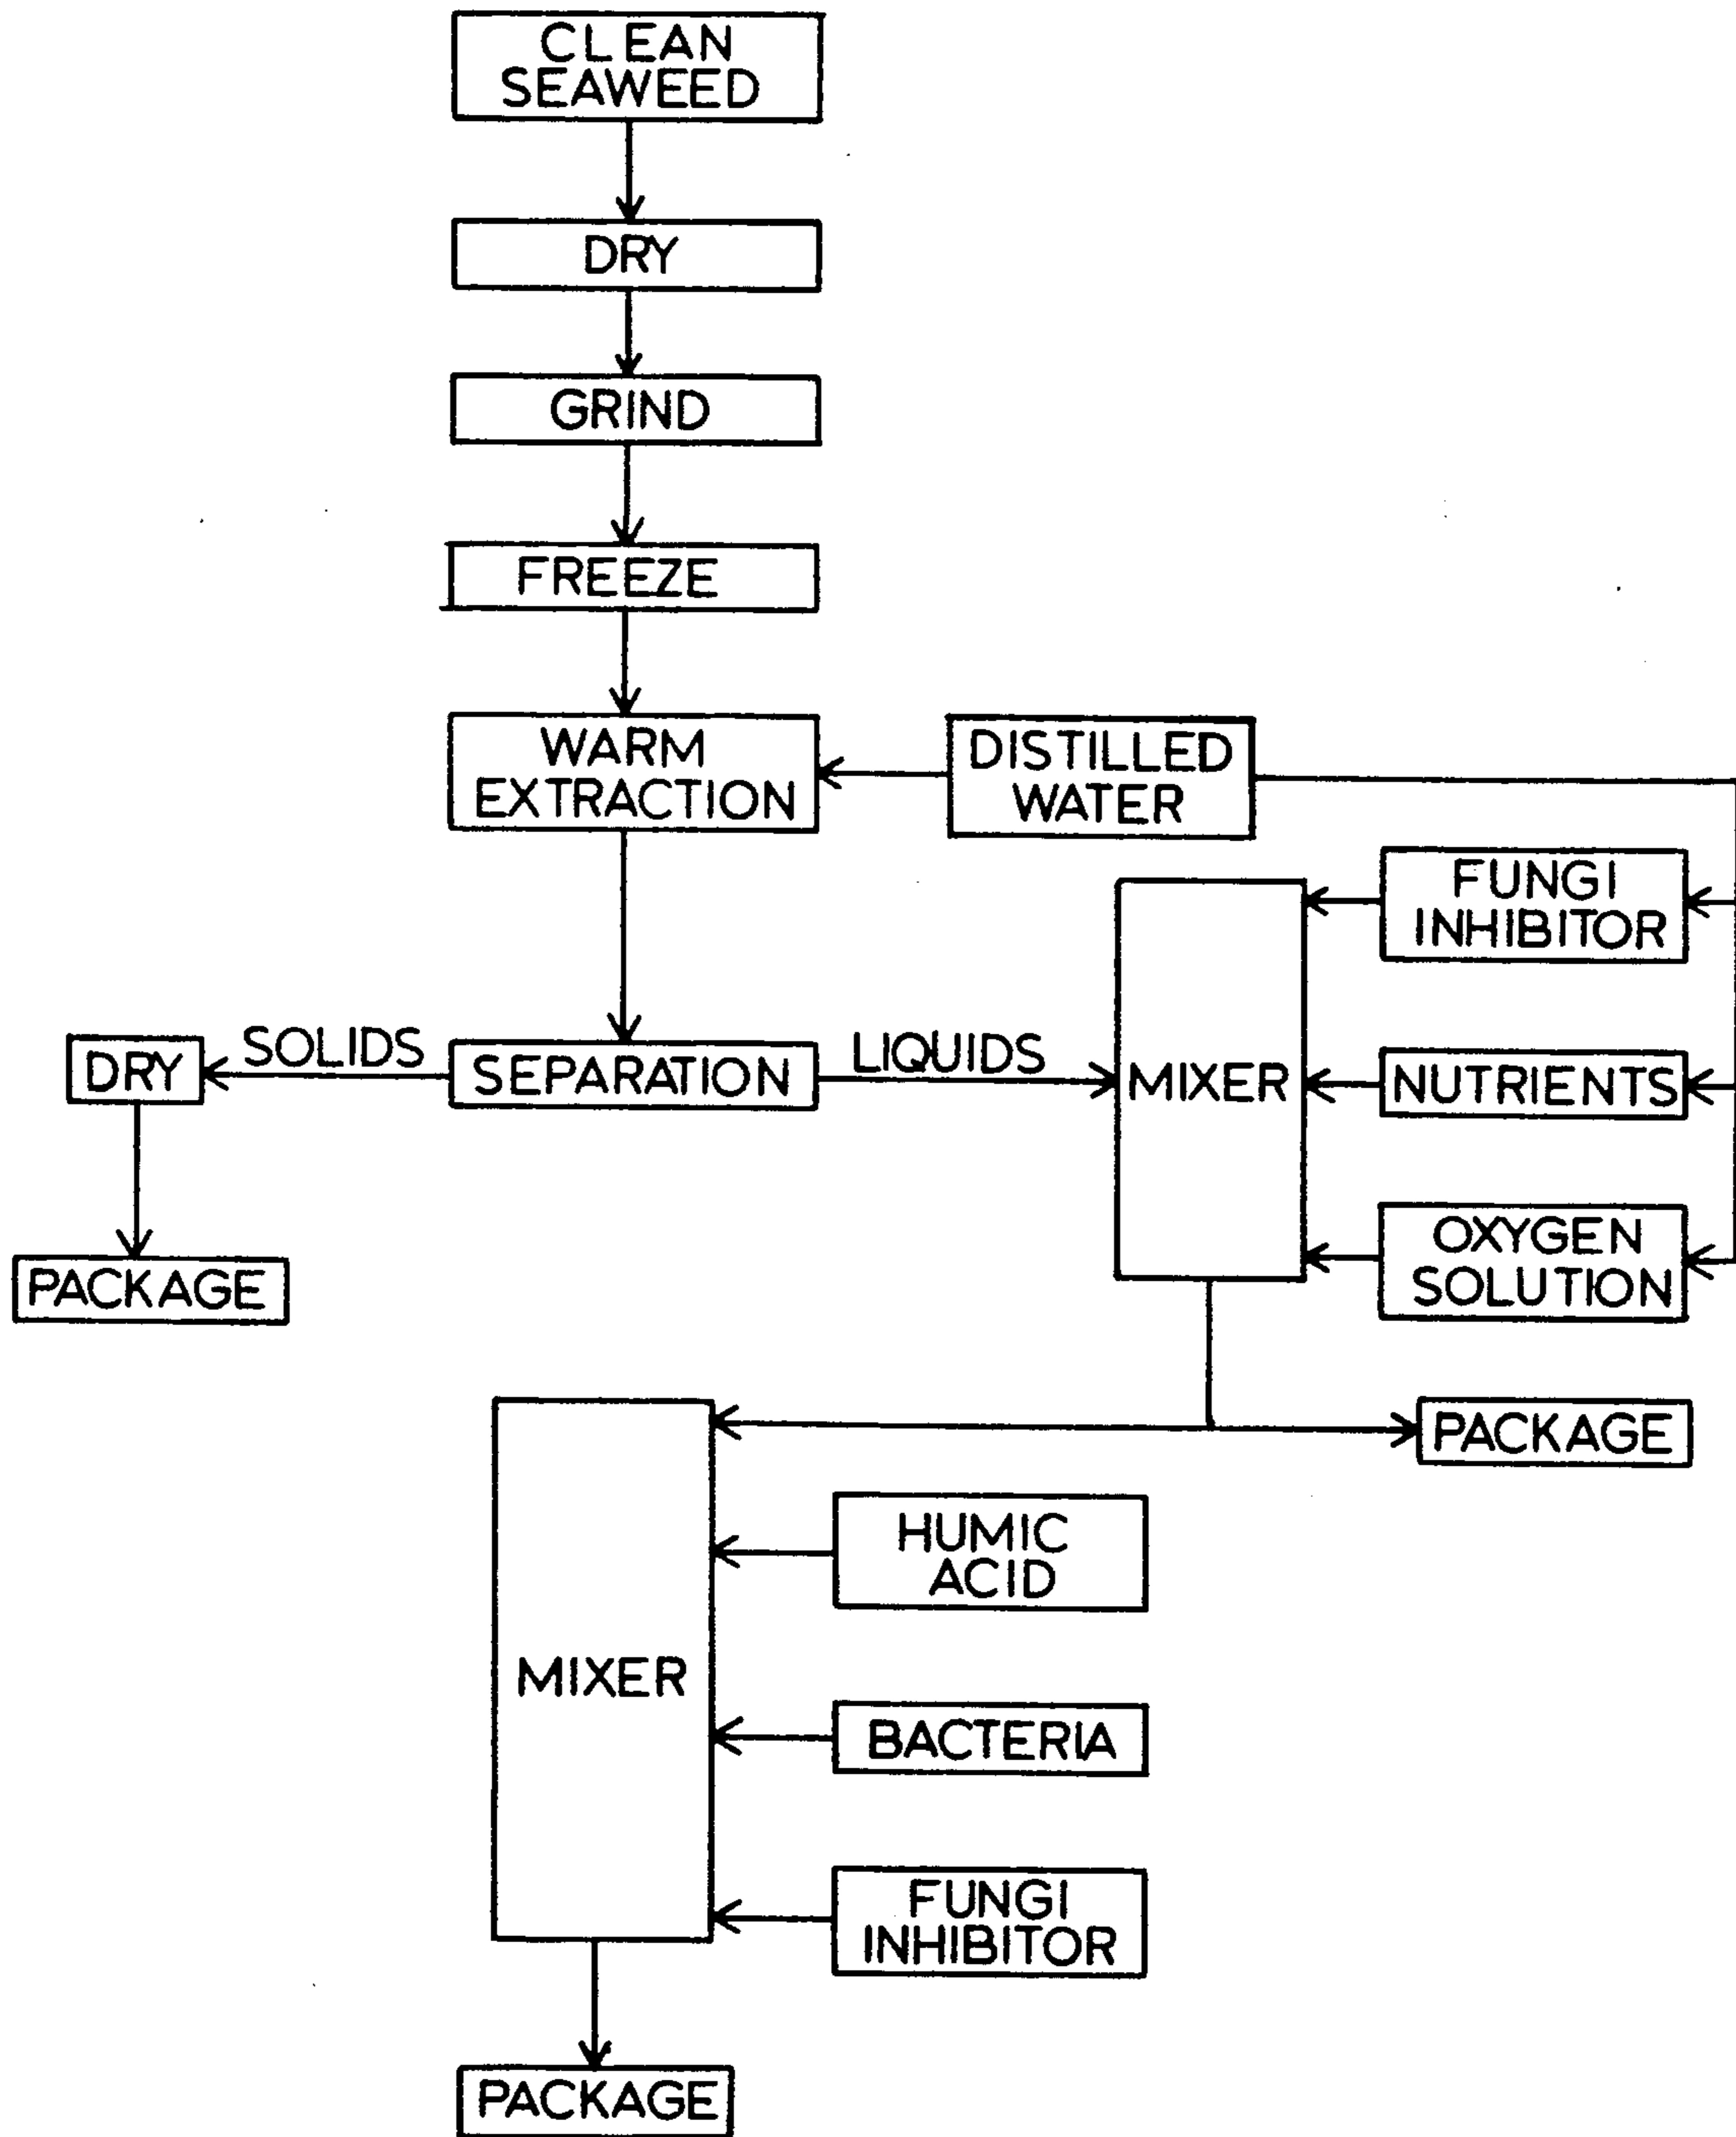 CLEAN
SEAWEED
DRY
GRIND
FREEZE
WARM
EXTRACTION
DISTILLED
WATER
FUNGI
INHIBITOR
DRY
SOLIDS
SEPARATION
LIQUIDS
MIXER
NUTRIENTS
OXYGEN
SOLUTION
PACKAGE
PACKAGE
HUMIC
ACID
MIXER
BACTERIA
FUNGI
INHIBITOR
PACKAGE